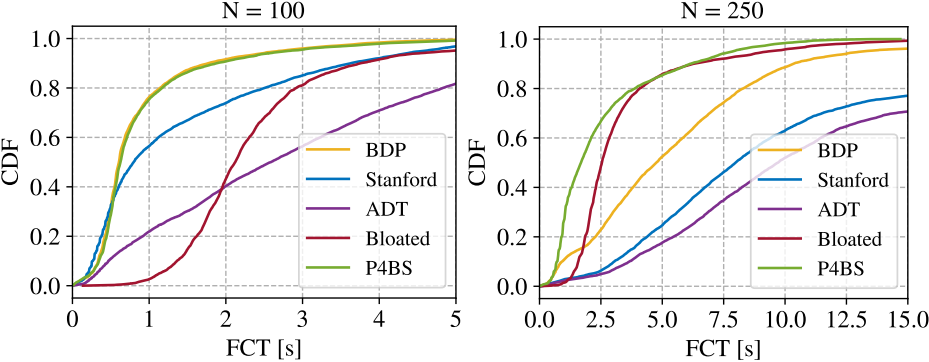 N = 100
CDF
1.0
0.8
0.6
0.4
0.2
0.0
BDP
Stanford
ADT
Bloated
P4BS
0 1 2 3 4 5
FCT [s]
N = 250
CDF
1.0
0.8
0.6
0.4
0.2
0.0
BDP
Stanford
ADT
Bloated
P4BS
0.0 2.5 5.0 7.5 10.0 12.5 15.0
FCT [s]